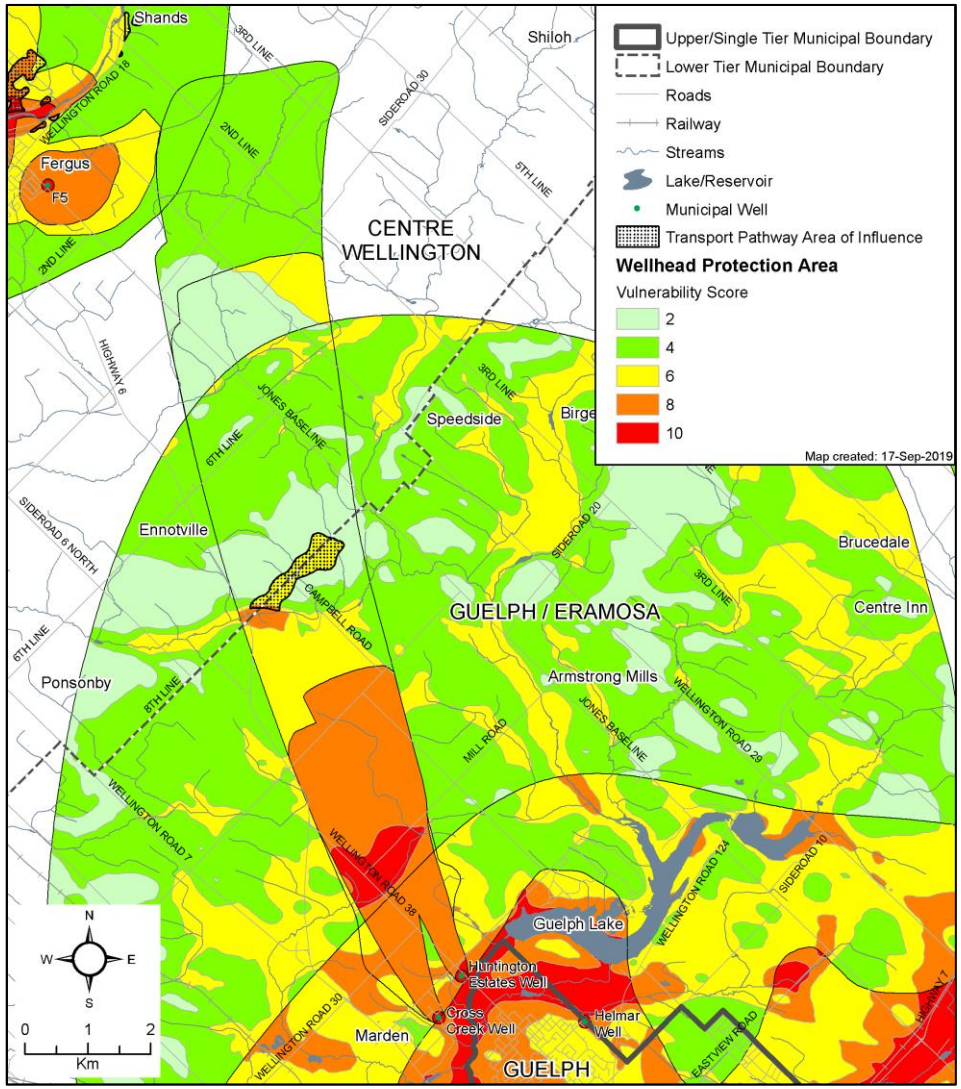 Shands
3RD LINE
Shiloh
WELLINGTON ROAD 18
SIDEROAD 30
2ND LINE
Fergus
F5
5TH LINE
2ND LINE
CENTRE
WELLINGTON
HIGHWAY 6
Upper/Single Tier Municipal Boundary
Lower Tier Municipal Boundary
Roads
Railway
Streams
Lake/Reservoir
Municipal Well
Transport Pathway Area of Influence
Wellhead Protection Area
Vulnerability Score
2
4
6
8
10
Map created: 17-Sep-2019
JONES BASELINE
3RD LINE
Speedside
Birge
6TH LINE
SIDEROAD 6 NORTH
Ennotville
SIDEROAD 20
Brucedale
3RD LINE
Centre Inn
CAMPBELL ROAD
GUELPH / ERAMOSA
6TH LINE
Ponsonby
8TH LINE
Armstrong Mills
JONES BASELINE
WELLINGTON ROAD 29
MILL ROAD
WELLINGTON ROAD 7
WELLINGTON ROAD 38
WELLINGTON ROAD 124
SIDEROAD 10
Guelph Lake
N
W
E
S
0 1 2
Km
Huntington
Estates Well
Cross
Creek Well
Helmar
Well
WELLINGTON ROAD 30
Marden
GUELPH
EASTVIEW ROAD
HIGHWAY 7